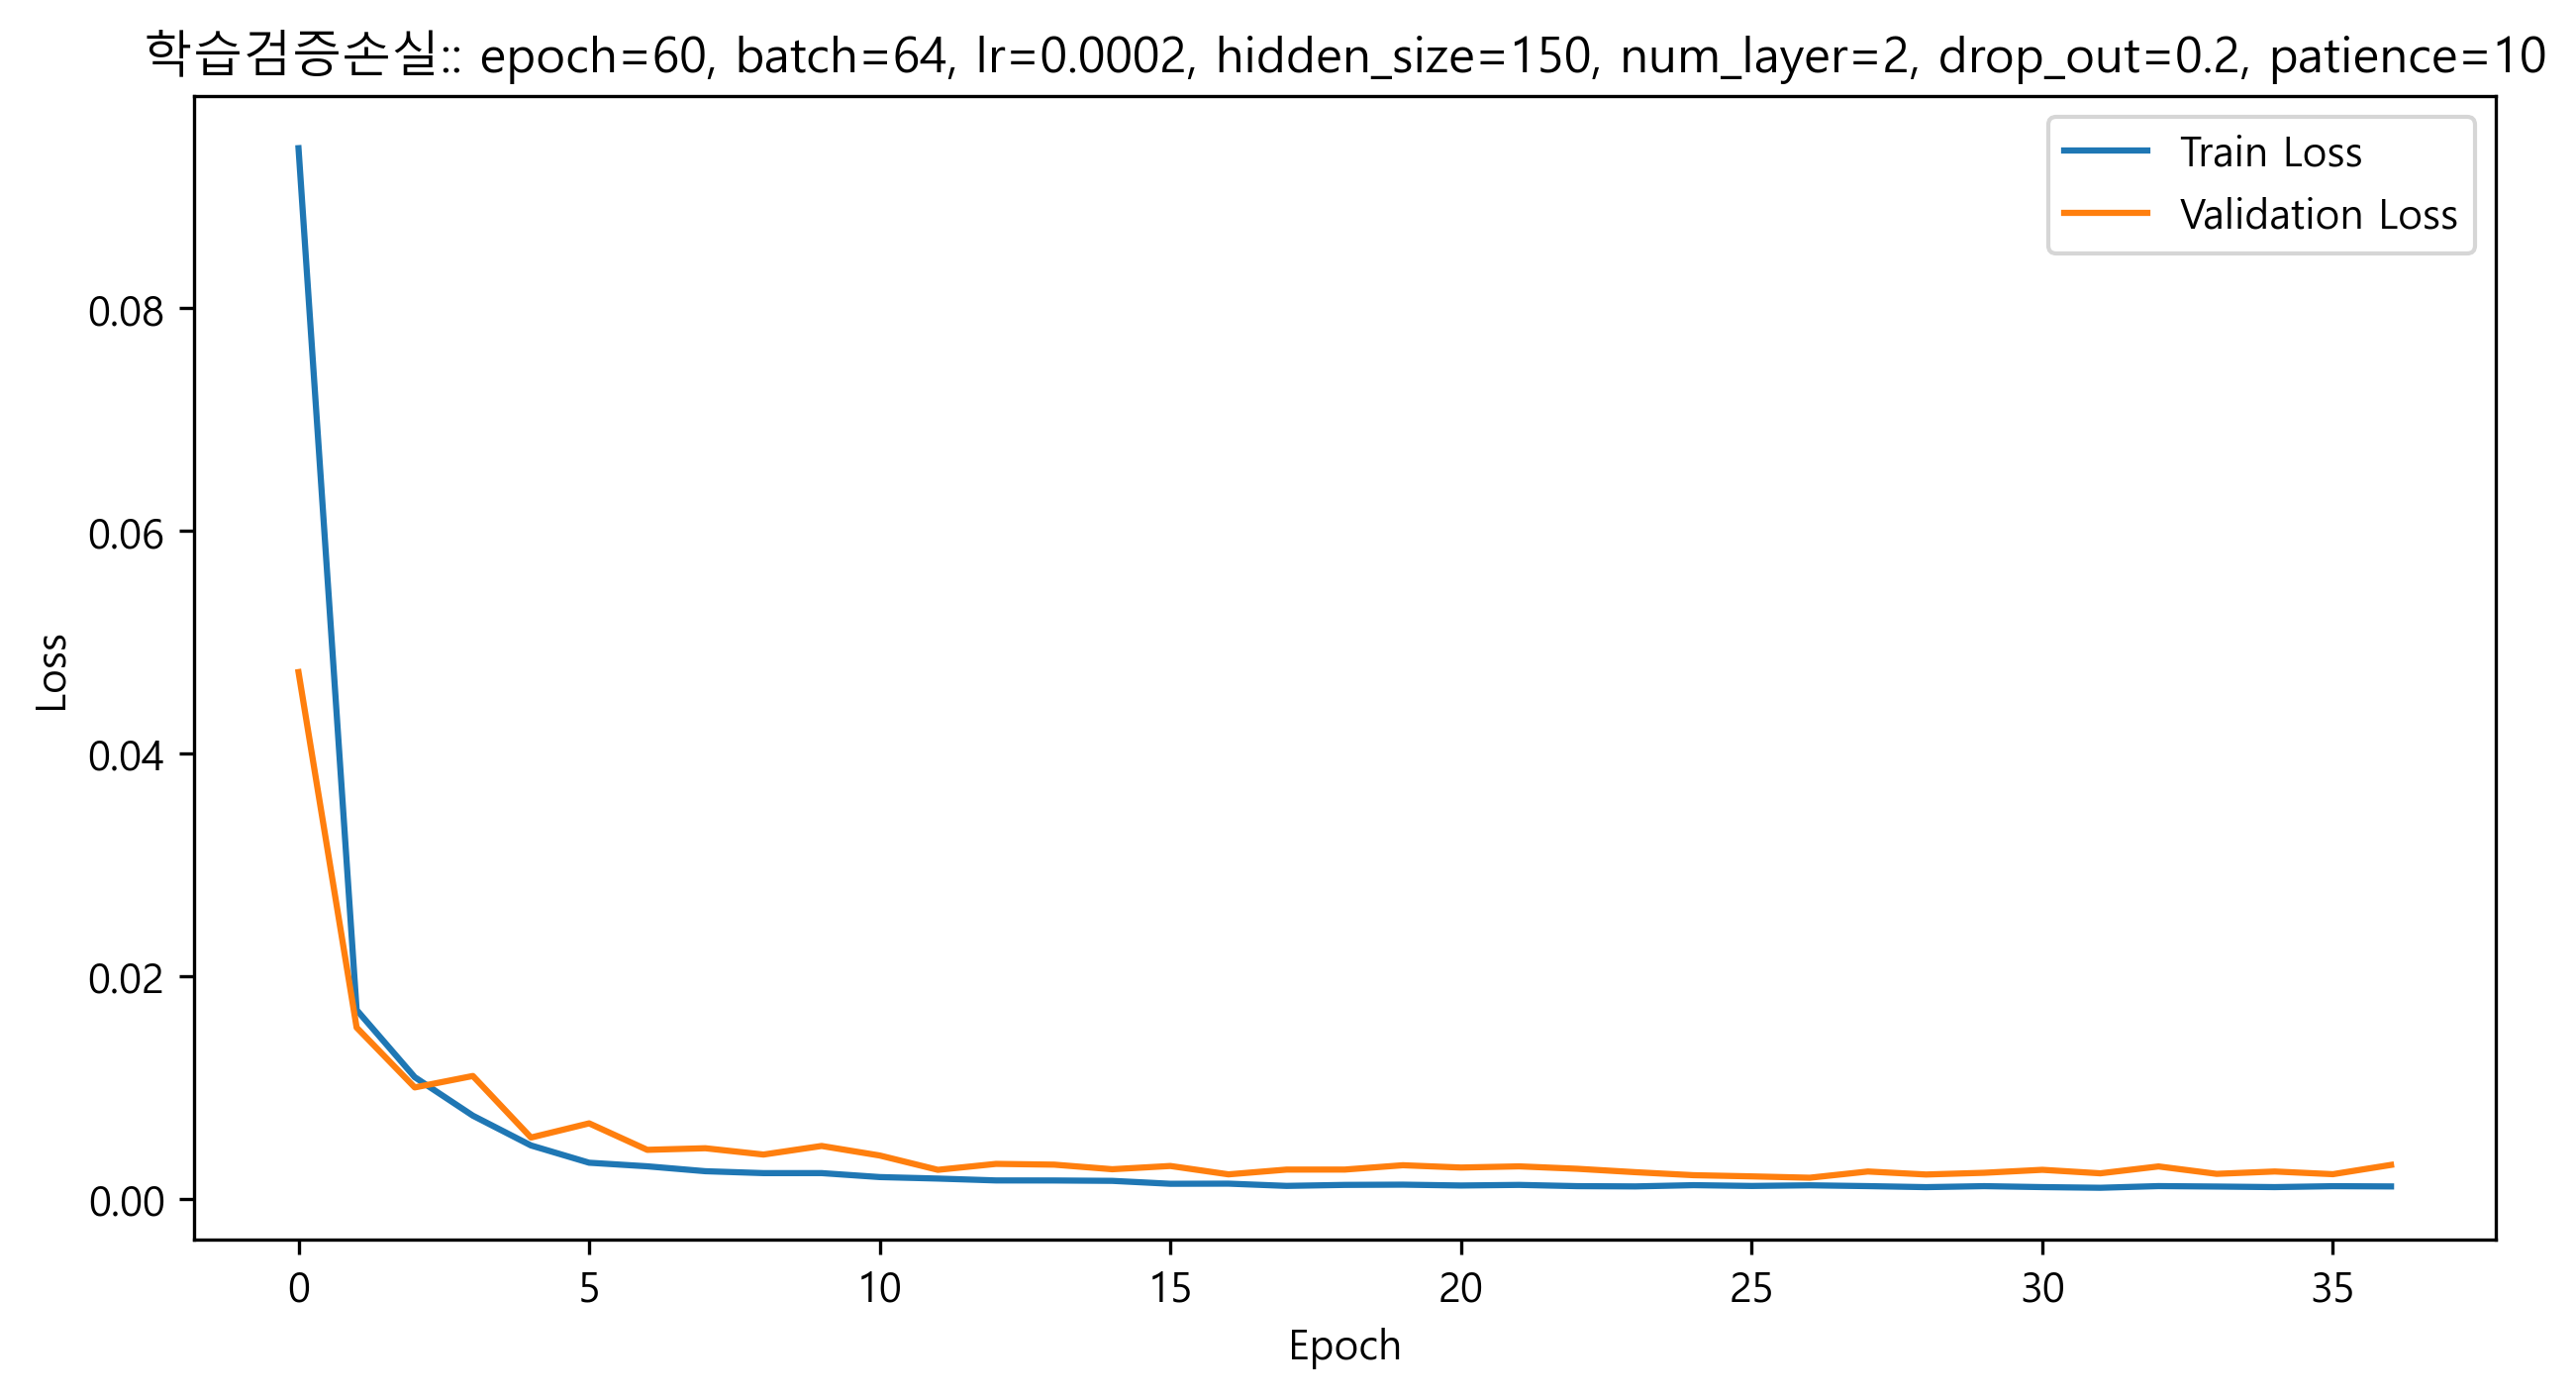 학습검증손실:: epoch=60, batch=64, lr=0.0002, hidden_size=150, num_layer=2, drop_out=0.2, patience=10
Train Loss
Validation Loss
0.08
0.06
0.04
0.02
0.00
Loss
0 5 10 15 20 25 30 35
Epoch